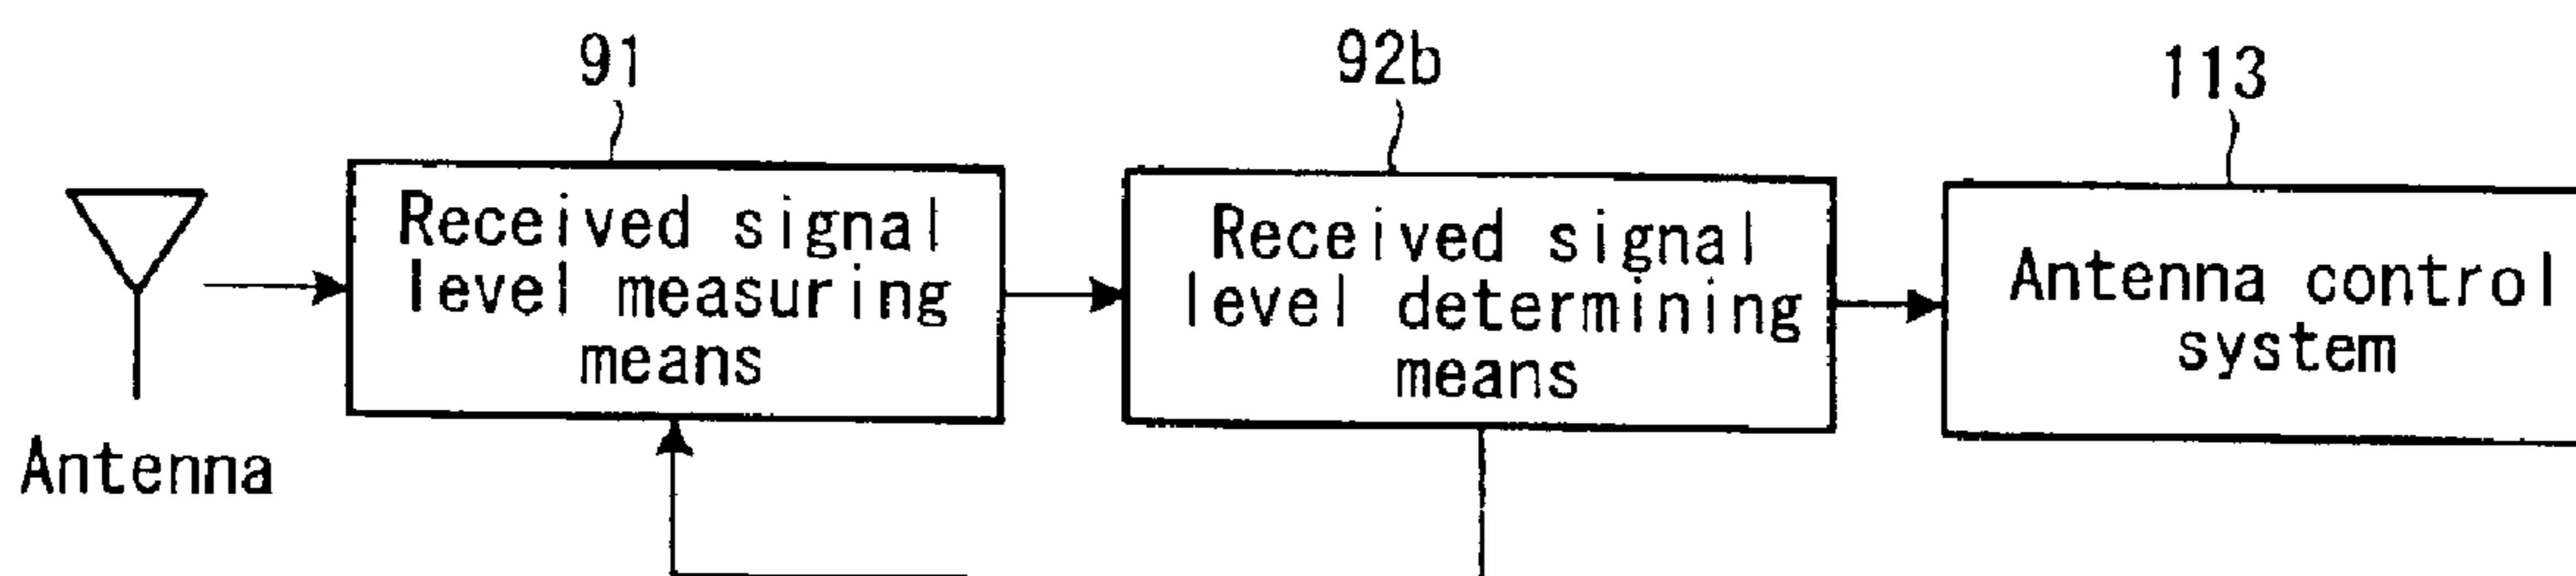 91
92b
113
Received signal
level measuring
means
Received signal
level determining
means
Antenna control
system
Antenna